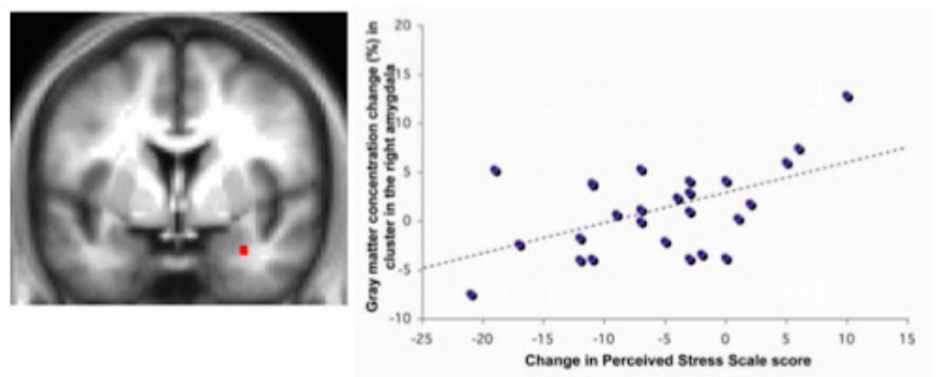 Gray matter concentration change (%) in
cluster in the right amygdala
20
15
10
5
0
-5
-10
-25 -20 -15 -10 -5 0 5 10 15
Change in Perceived Stress Scale score